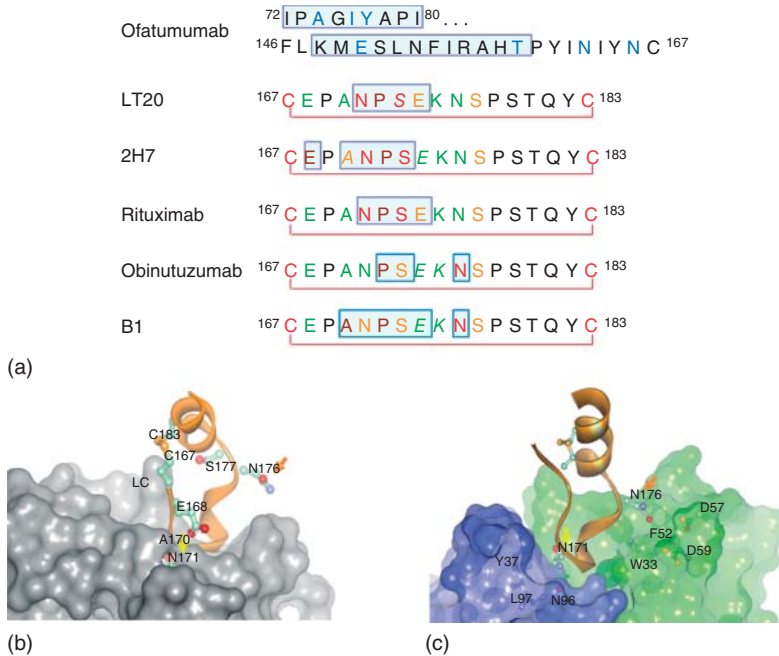 Ofatumumab
72 I P A G I Y A P I 80 . . .
146 F L K M E S L N F I R A H T P Y I N I Y N C 167
LT20
167 C E P A N P S E K N S P S T Q Y C 183
2H7
167 C E P A N P S E K N S P S T Q Y C 183
Rituximab
167 C E P A N P S E K N S P S T Q Y C 183
Obinutuzumab
167 C E P A N P S E K N S P S T Q Y C 183
B1
167 C E P A N P S E K N S P S T Q Y C 183
(a)
C183
C167
S177
N176
LC
E168
A170
N171
(b)
N176
D57
N171
F52
D59
Y37
W33
L97
N96
(c)